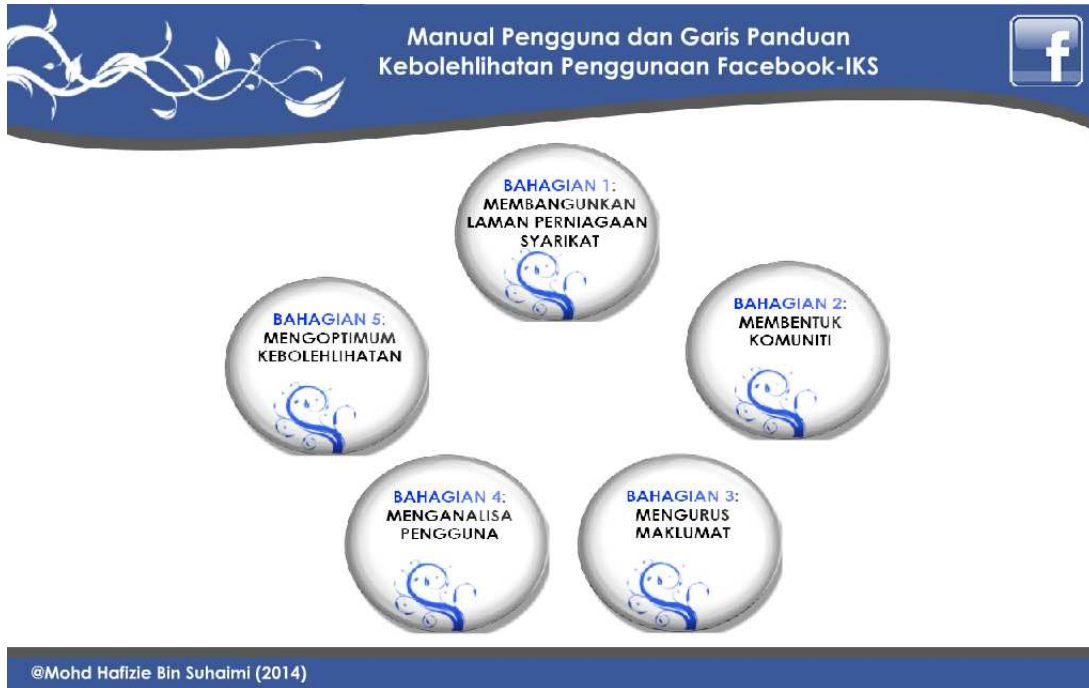 Manual Pengguna dan Garis Panduan
Kebolehlihatan Penggunaan Facebook-IKS
f
BAHAGIAN 1:
MEMBANGUNKAN
LAMAN PERNIAGAAN
SYARIKAT
BAHAGIAN 2:
MEMBENTUK
KOMUNITI
BAHAGIAN 3:
MENGURUS
MAKLUMAT
BAHAGIAN 4:
MENGANALISA
PENGGUNA
BAHAGIAN 5:
MENGOPTIMUM
KEBOLEHLIHATAN
@Mohd Hafizie Bin Suhaimi (2014)